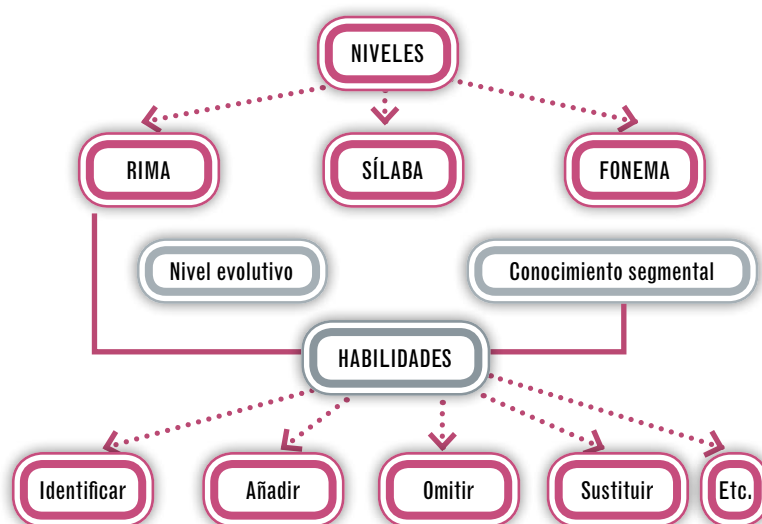 NIVELES
RIMA
SÍLABA
FONEMA
Nivel evolutivo
Conocimiento segmental
HABILIDADES
Identificar
Añadir
Omitir
Sustituir
Etc.